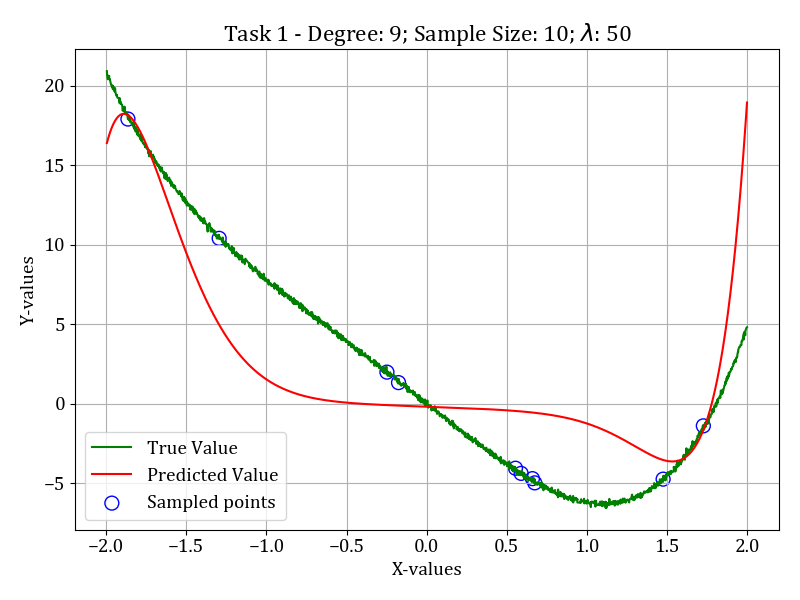 Task 1 - Degree: 9; Sample Size: 10; λ: 50
Y-values
20
15
10
5
0
−5
True Value
Predicted Value
Sampled points
−2.0 −1.5 −1.0 −0.5 0.0 0.5 1.0 1.5 2.0
X-values